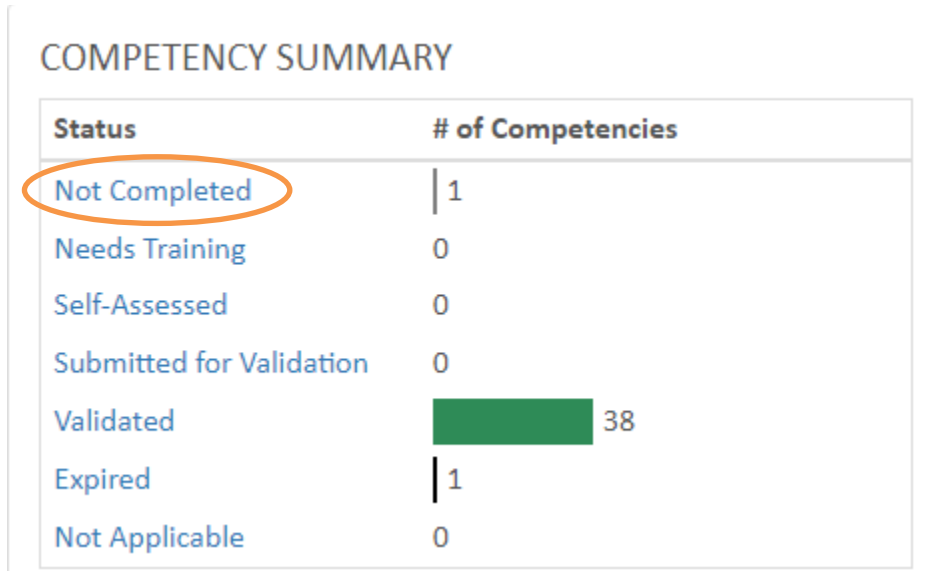 COMPETENCY SUMMARY
Status # of Competencies
Not Completed 1
Needs Training 0
Self-Assessed 0
Submitted for Validation 0
Validated 38
Expired 1
Not Applicable 0